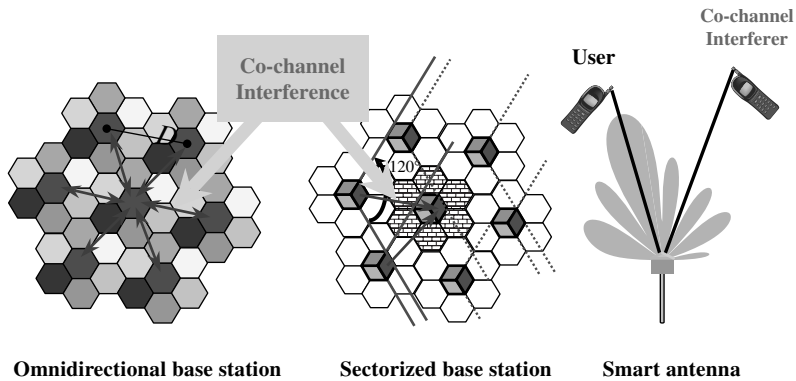 Co-channel
Interference
User
Co-channel
Interferer
D
120°
Omnidirectional base station
Sectorized base station
Smart antenna